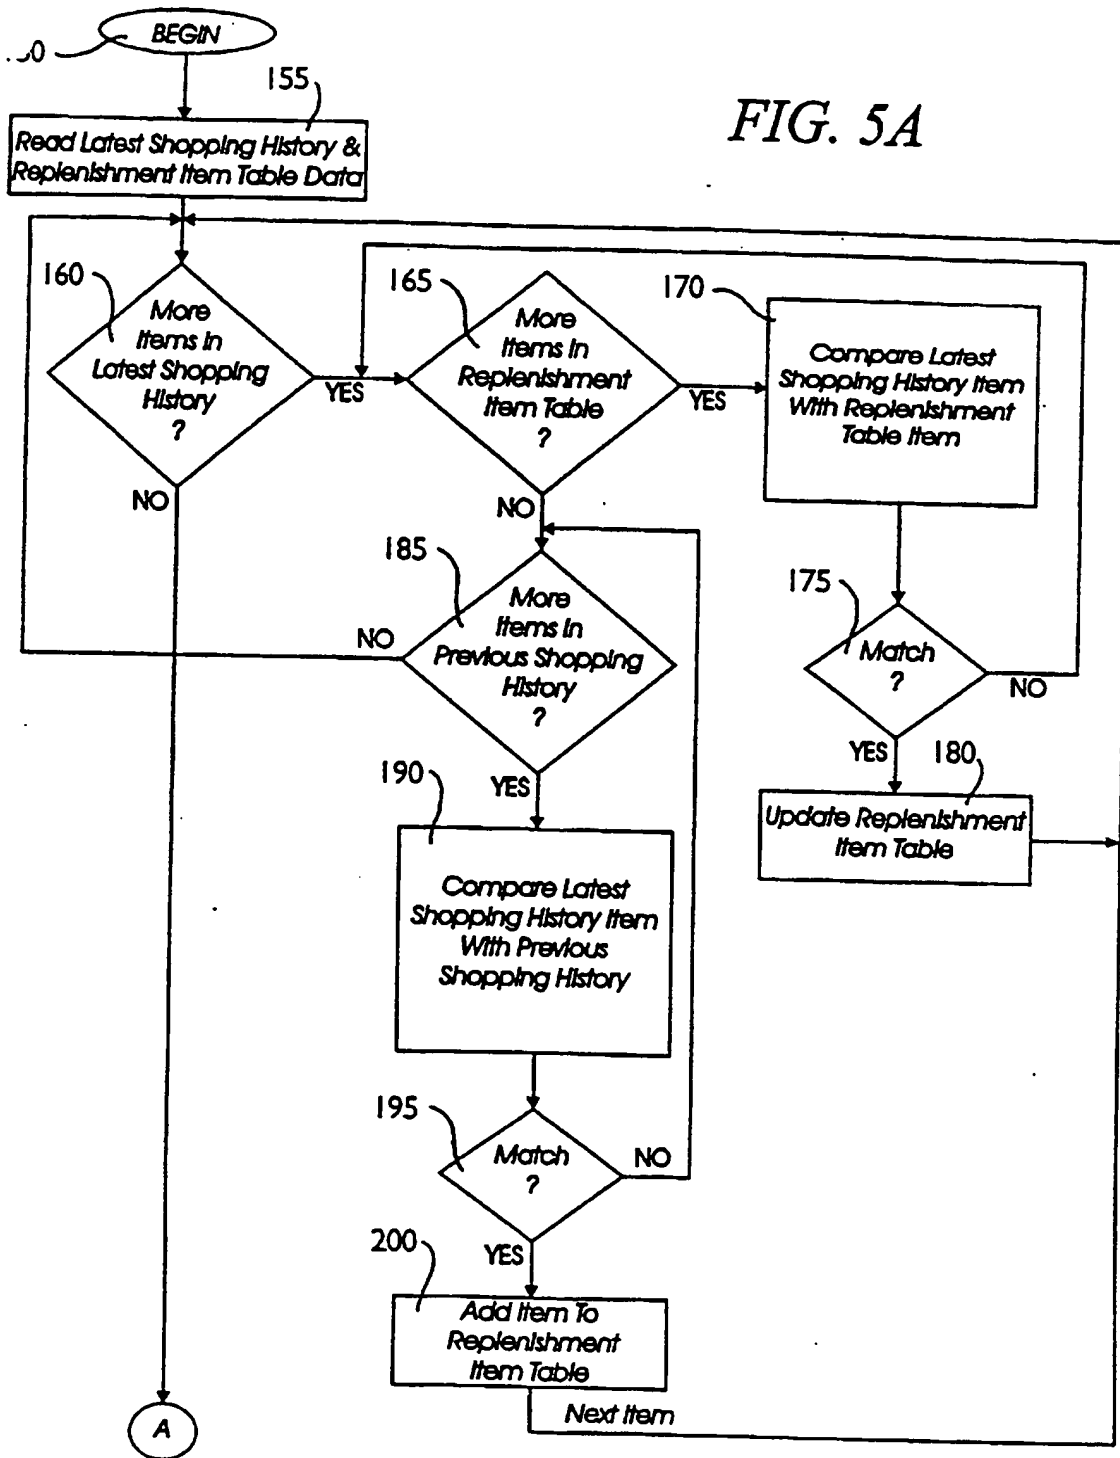 BEGIN
155
FIG. 5A
Read Latest Shopping History &
Replenishment Item Table Data
160
More
Items In
Latest Shopping
History
?
YES
NO
165
More
Items In
Replenishment
Item Table
?
YES
NO
170
Compare Latest
Shopping History Item
With Replenishment
Table Item
175
Match
?
NO
YES
180
Update Replenishment
Item Table
185
More
Items In
Previous Shopping
History
?
NO
YES
190
Compare Latest
Shopping History Item
With Previous
Shopping History
195
Match
?
NO
YES
200
Add Item To
Replenishment
Item Table
Next Item
A